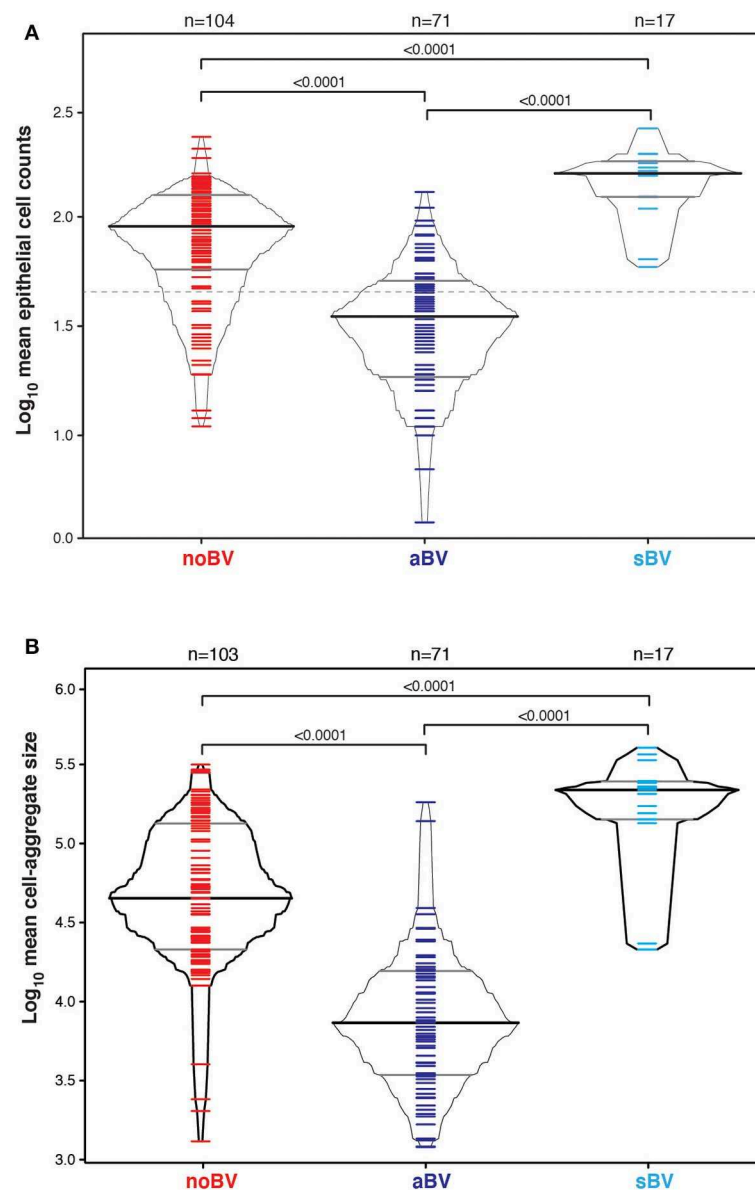 A
n=104 n=71 n=17
<0.0001
<0.0001
<0.0001
2.5
2.0
1.5
1.0
0.0
Log10 mean epithelial cell counts
noBV aBV sBV
B
n=103 n=71 n=17
<0.0001
<0.0001
<0.0001
6.0
5.5
5.0
4.5
4.0
3.5
3.0
Log10 mean cell-aggregate size
noBV aBV sBV